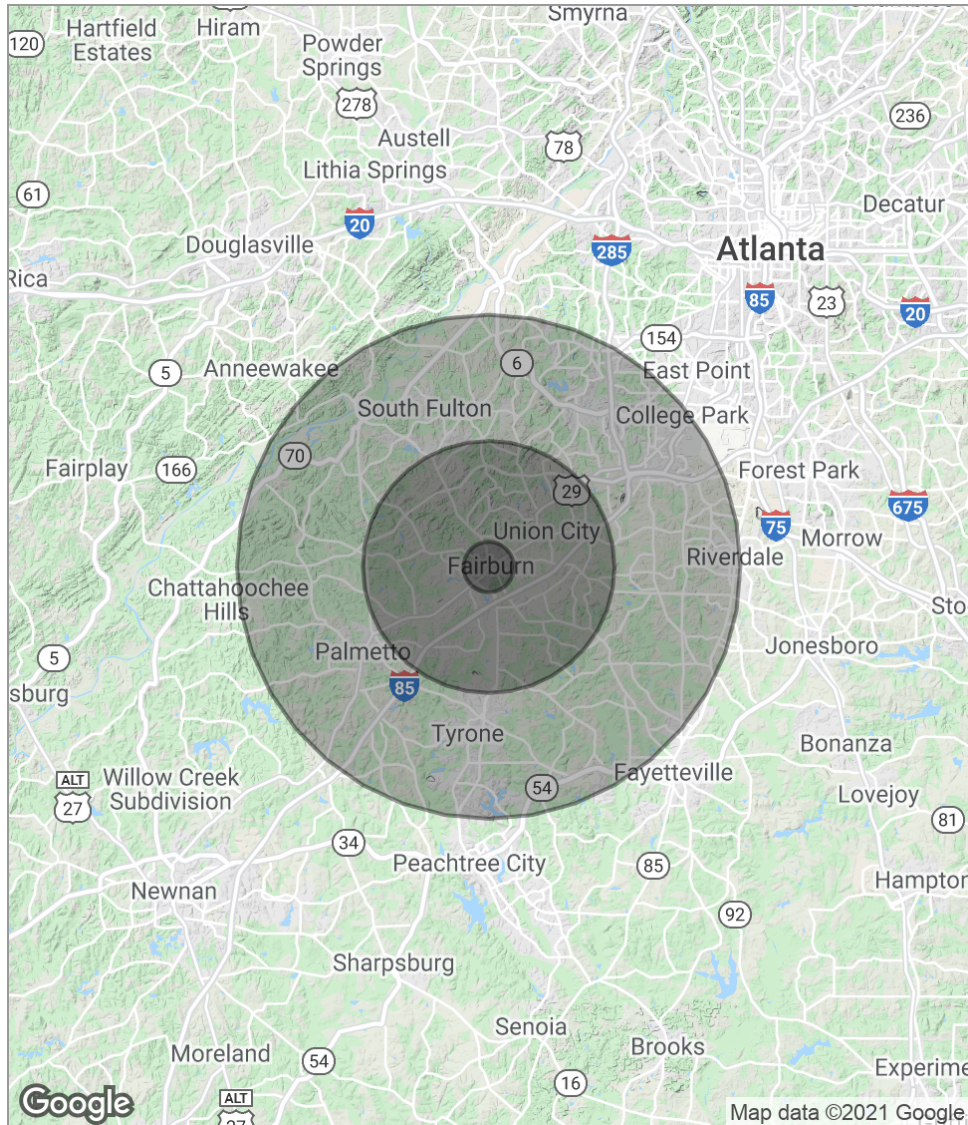 Smyrna
Hartfield
Estates
Hiram
120
Powder
Springs
278
236
Austell
78
Lithia Springs
61
Decatur
20
Douglasville
285
Atlanta
Rica
85
23
20
154
6
5
Anneewakee
East Point
South Fulton
College Park
70
Fairplay
166
Forest Park
29
675
75
Union City
Morrow
Fairburn
Riverdale
Chattahoochee
Hills
Sto
Jonesboro
Palmetto
5
85
sburg
Tyrone
Bonanza
Fayetteville
ALT
27
Willow Creek
Subdivision
54
Lovejoy
81
34
Peachtree City
85
Hampton
Newnan
92
Sharpsburg
Senoia
Brooks
Moreland
54
Experime
16
ALT
27
Google
Map data ©2021 Google